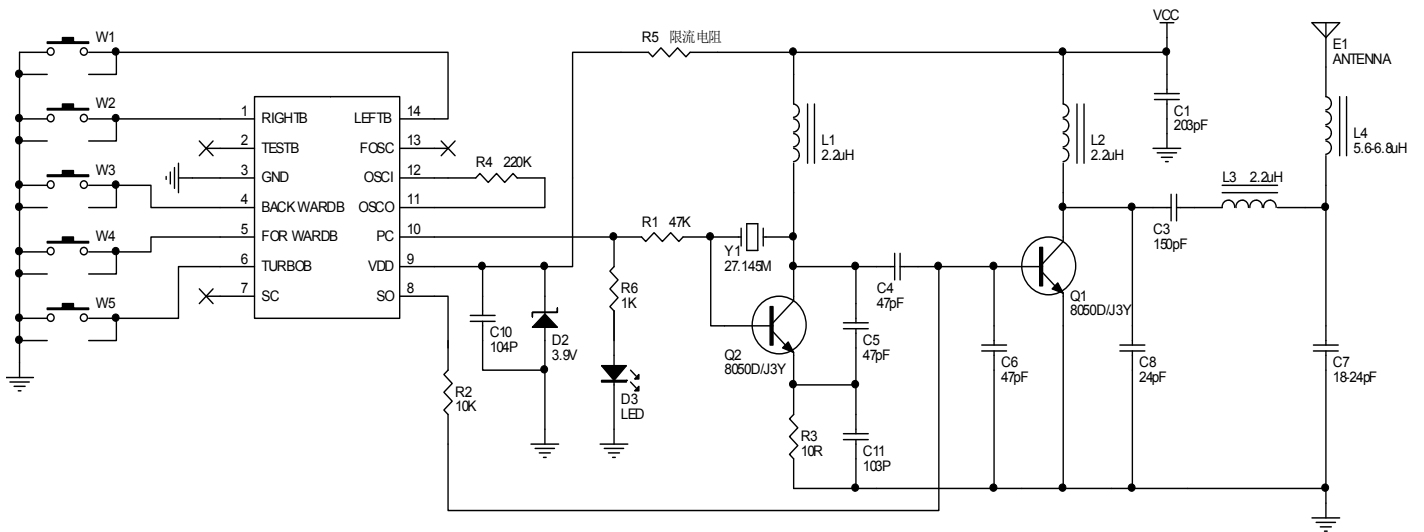 W1
W2
W3
W4
W5
1 RIGHTB LEFTB 14
2 TESTB FOSC 13
3 GND OSCI 12
4 BACK WARDB OSCO 11
5 FOR WARDB PC 10
6 TURBOB VDD 9
7 SC SO 8
R4 220K
R5 限流电阻
VCC
E1
ANTENNA
C1
203pF
L1
2.2uH
L2
2.2uH
L4
5.6-6.8uH
L3 2.2uH
R1 47K
Y1
27.145M
C3
150pF
C4
47pF
Q1
8050D/J3Y
R6
1K
C10
104P
D2
3.9V
Q2
8050D/J3Y
C5
47pF
C6
47pF
C8
24pF
C7
18-24pF
R2
10K
D3
LED
R3
10R
C11
103P